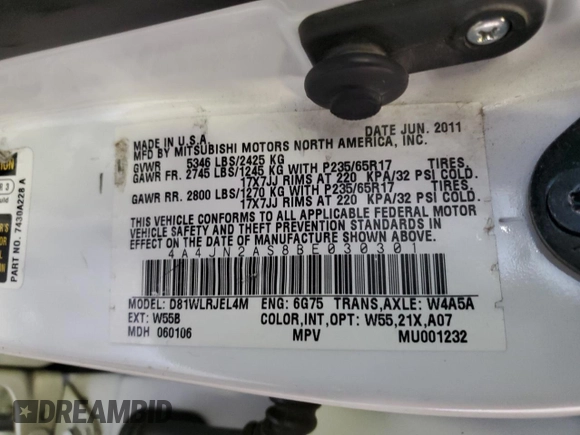 DATE JUN. 2011
MADE IN U.S.A.
MFD BY MITSUBISHI MOTORS NORTH AMERICA, INC.
GVWR 5346 LBS/2425 KG
GAWR FR. 2745 LBS/1245 KG WITH P235/65R17 TIRES,
17X7JJ RIMS AT 220 KPA/32 PSI COLD.
GAWR RR. 2800 LBS/1270 KG WITH P235/65R17 TIRES,
17X7JJ RIMS AT 220 KPA/32 PSI COLD.
THIS VEHICLE CONFORMS TO ALL APPLICABLE FEDERAL MOTOR
VEHICLE SAFETY AND THEFT PREVENTION STANDARDS IN
EFFECT ON THE DATE OF MANUFACTURE SHOWN ABOVE.
4A4JN2AS8BE030301
MODEL: D81WLRJEL4M ENG: 6G75 TRANS,AXLE: W4A5A
EXT: W55B COLOR,INT,OPT: W55,21X,A07
MDH 060106 MPV MU001232
PART NO. 7430A228 A
DREAMBID